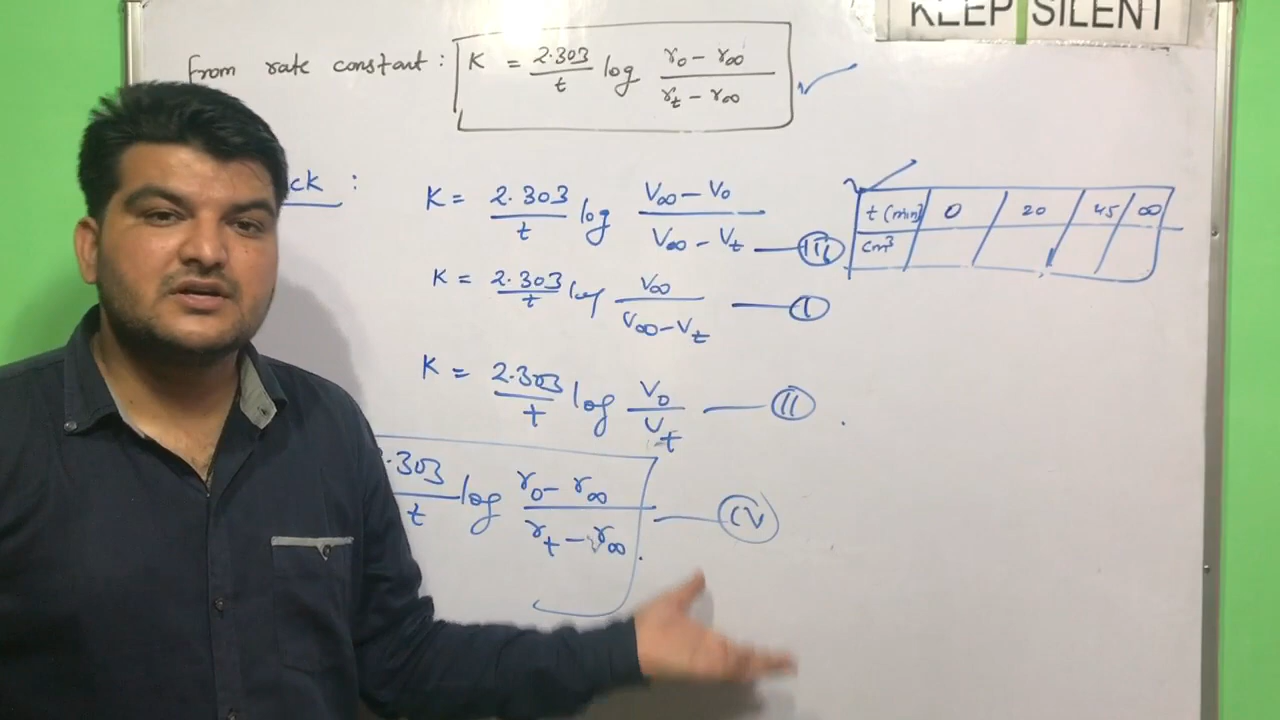 KEEP SILENT
From rate constant : K = 2.303/t log r₀ - r∞ / rₜ - r∞
ck :
K = 2.303/t log V∞ - V₀ / V∞ - Vₜ — III
t (min) 0 20 45 ∞
cm³
K = 2.303/t log V∞ / V∞ - Vₜ — I
K = 2.303/t log V₀ / Vₜ — II
.303/t log r₀ - r∞ / rₜ - r∞ — IV